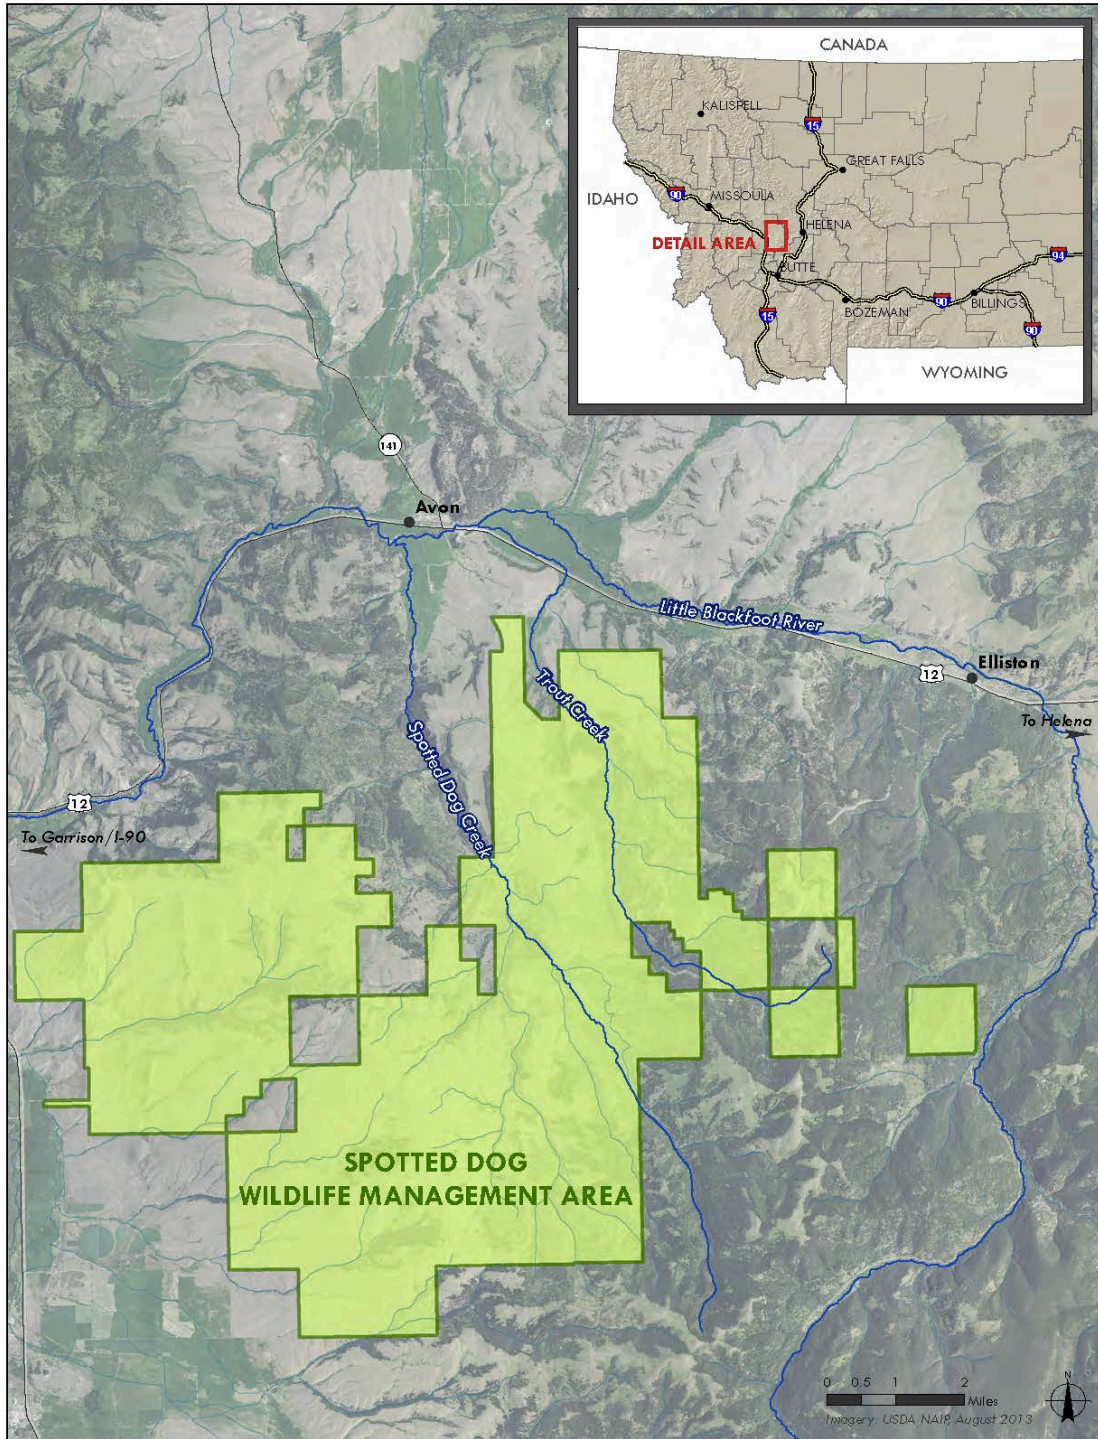 CANADA
KALISPELL
15
GREAT FALLS
IDAHO
90
MISSOULA
HELENA
DETAIL AREA
94
BUTTE
90
BILLINGS
BOZEMAN
15
90
WYOMING
141
Avon
Little Blackfoot River
12
Elliston
Trout Creek
To Helena
Spotted Dog Creek
12
To Garrison/I-90
SPOTTED DOG
WILDLIFE MANAGEMENT AREA
0 0.5 1 2
Miles
N
Imagery: USDA NAIP, August 2013